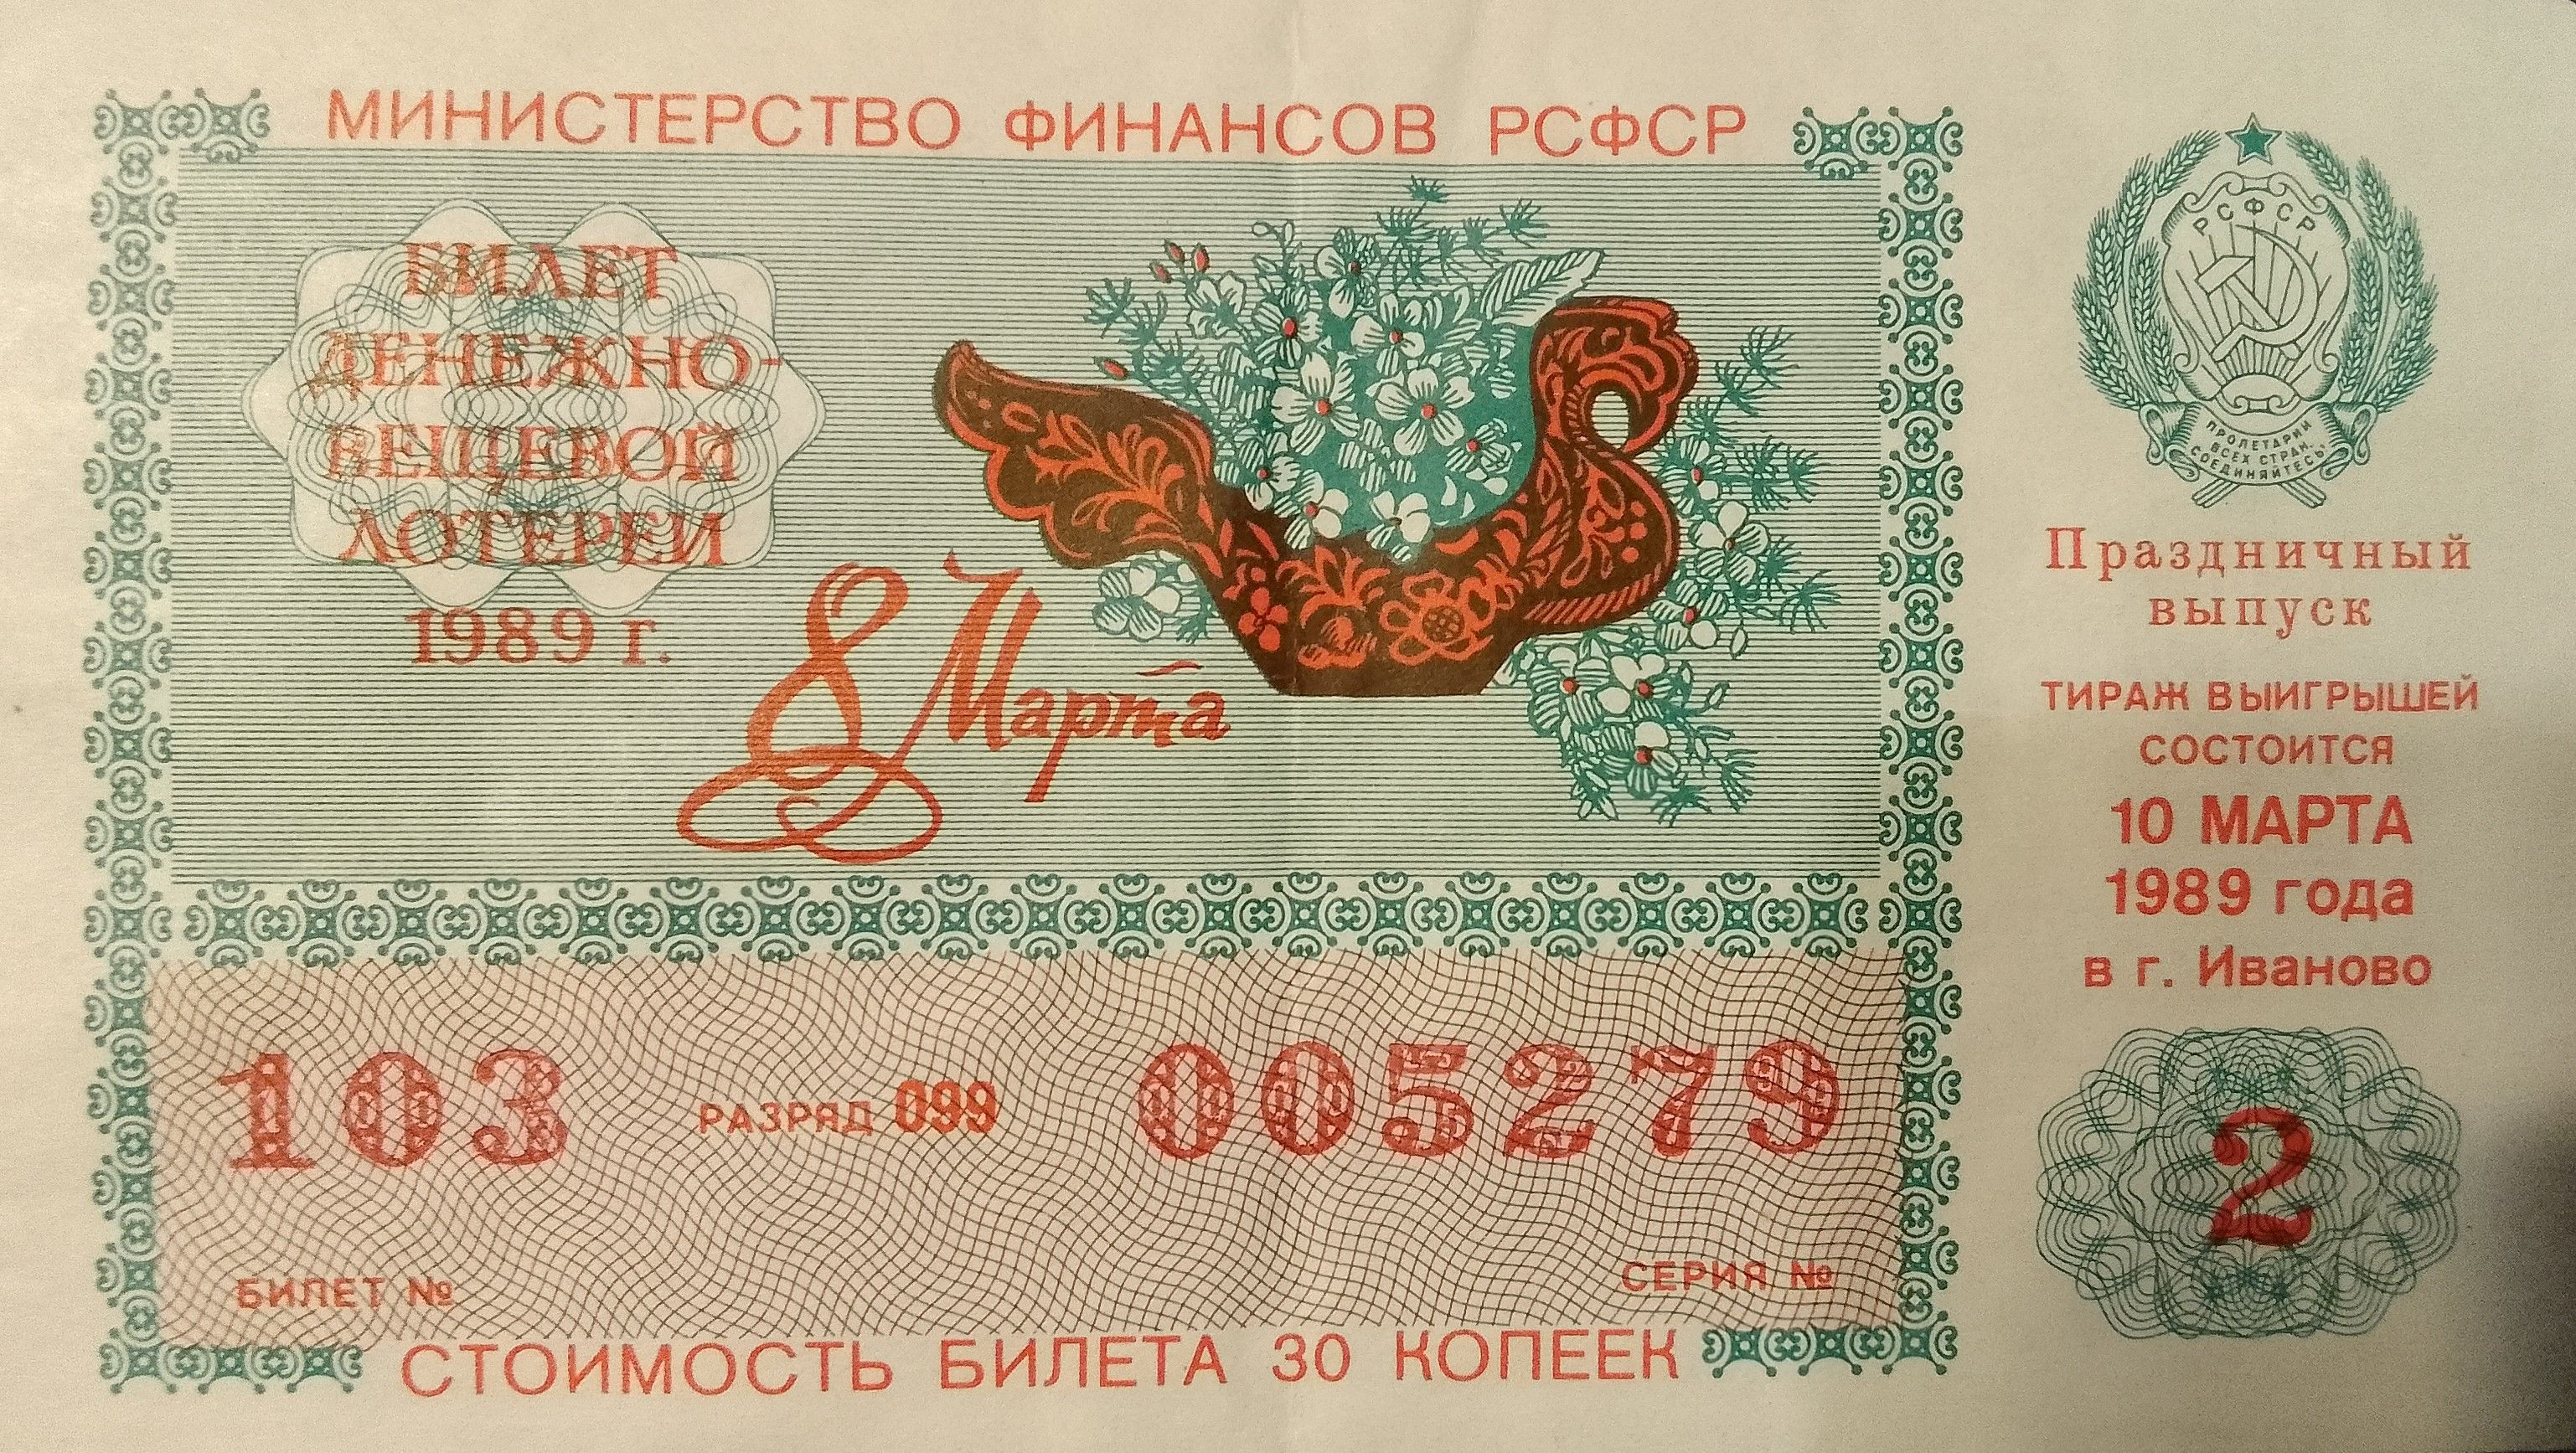 МИНИСТЕРСТВО ФИНАНСОВ РСФСР
БИЛЕТ
ДЕНЕЖНО-
ВЕЩЕВОЙ
ЛОТЕРЕИ
1989 г.
8 Марта
103
РАЗРЯД 099
005279
БИЛЕТ №
СЕРИЯ №
СТОИМОСТЬ БИЛЕТА 30 КОПЕЕК
РСФСР
ПРОЛЕТАРИИ
ВСЕХ СТРАН,
СОЕДИНЯЙТЕСЬ!
Праздничный
выпуск
ТИРАЖ ВЫИГРЫШЕЙ
СОСТОИТСЯ
10 МАРТА
1989 года
в г. Иваново
2